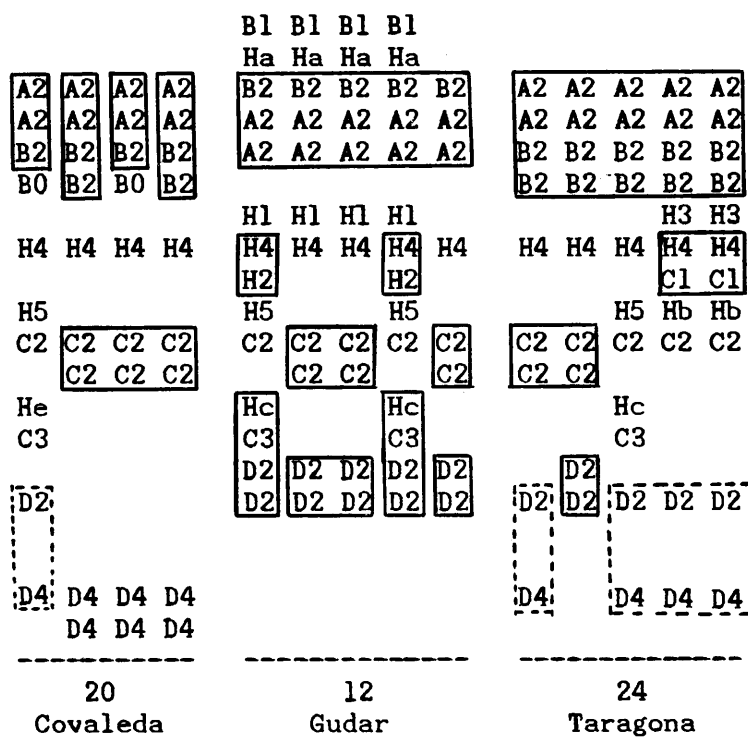 B1 B1 B1 B1
Ha Ha Ha Ha
A2 A2 A2 A2 B2 B2 B2 B2 B2 A2 A2 A2 A2 A2
A2 A2 A2 A2 A2 A2 A2 A2 A2 A2 A2 A2 A2 A2
B2 B2 B2 B2 A2 A2 A2 A2 A2 B2 B2 B2 B2 B2
B0 B2 B0 B2 B2 B2 B2 B2 B2
H1 H1 H1 H1 H3 H3
H4 H4 H4 H4 H4 H4 H4 H4 H4 H4 H4 H4 H4 H4
H2 H2 C1 C1
H5 H5 H5 H5 Hb Hb
C2 C2 C2 C2 C2 C2 C2 C2 C2 C2 C2 C2 C2 C2
C2 C2 C2 C2 C2 C2 C2 C2
He Hc Hc Hc
C3 C3 C3 C3
D2 D2 D2 D2 D2 D2
D2 D2 D2 D2 D2 D2 D2 D2 D2 D2 D2
D4 D4 D4 D4 D4 D4 D4 D4
D4 D4 D4
20 12 24
Covaleda Gudar Taragona